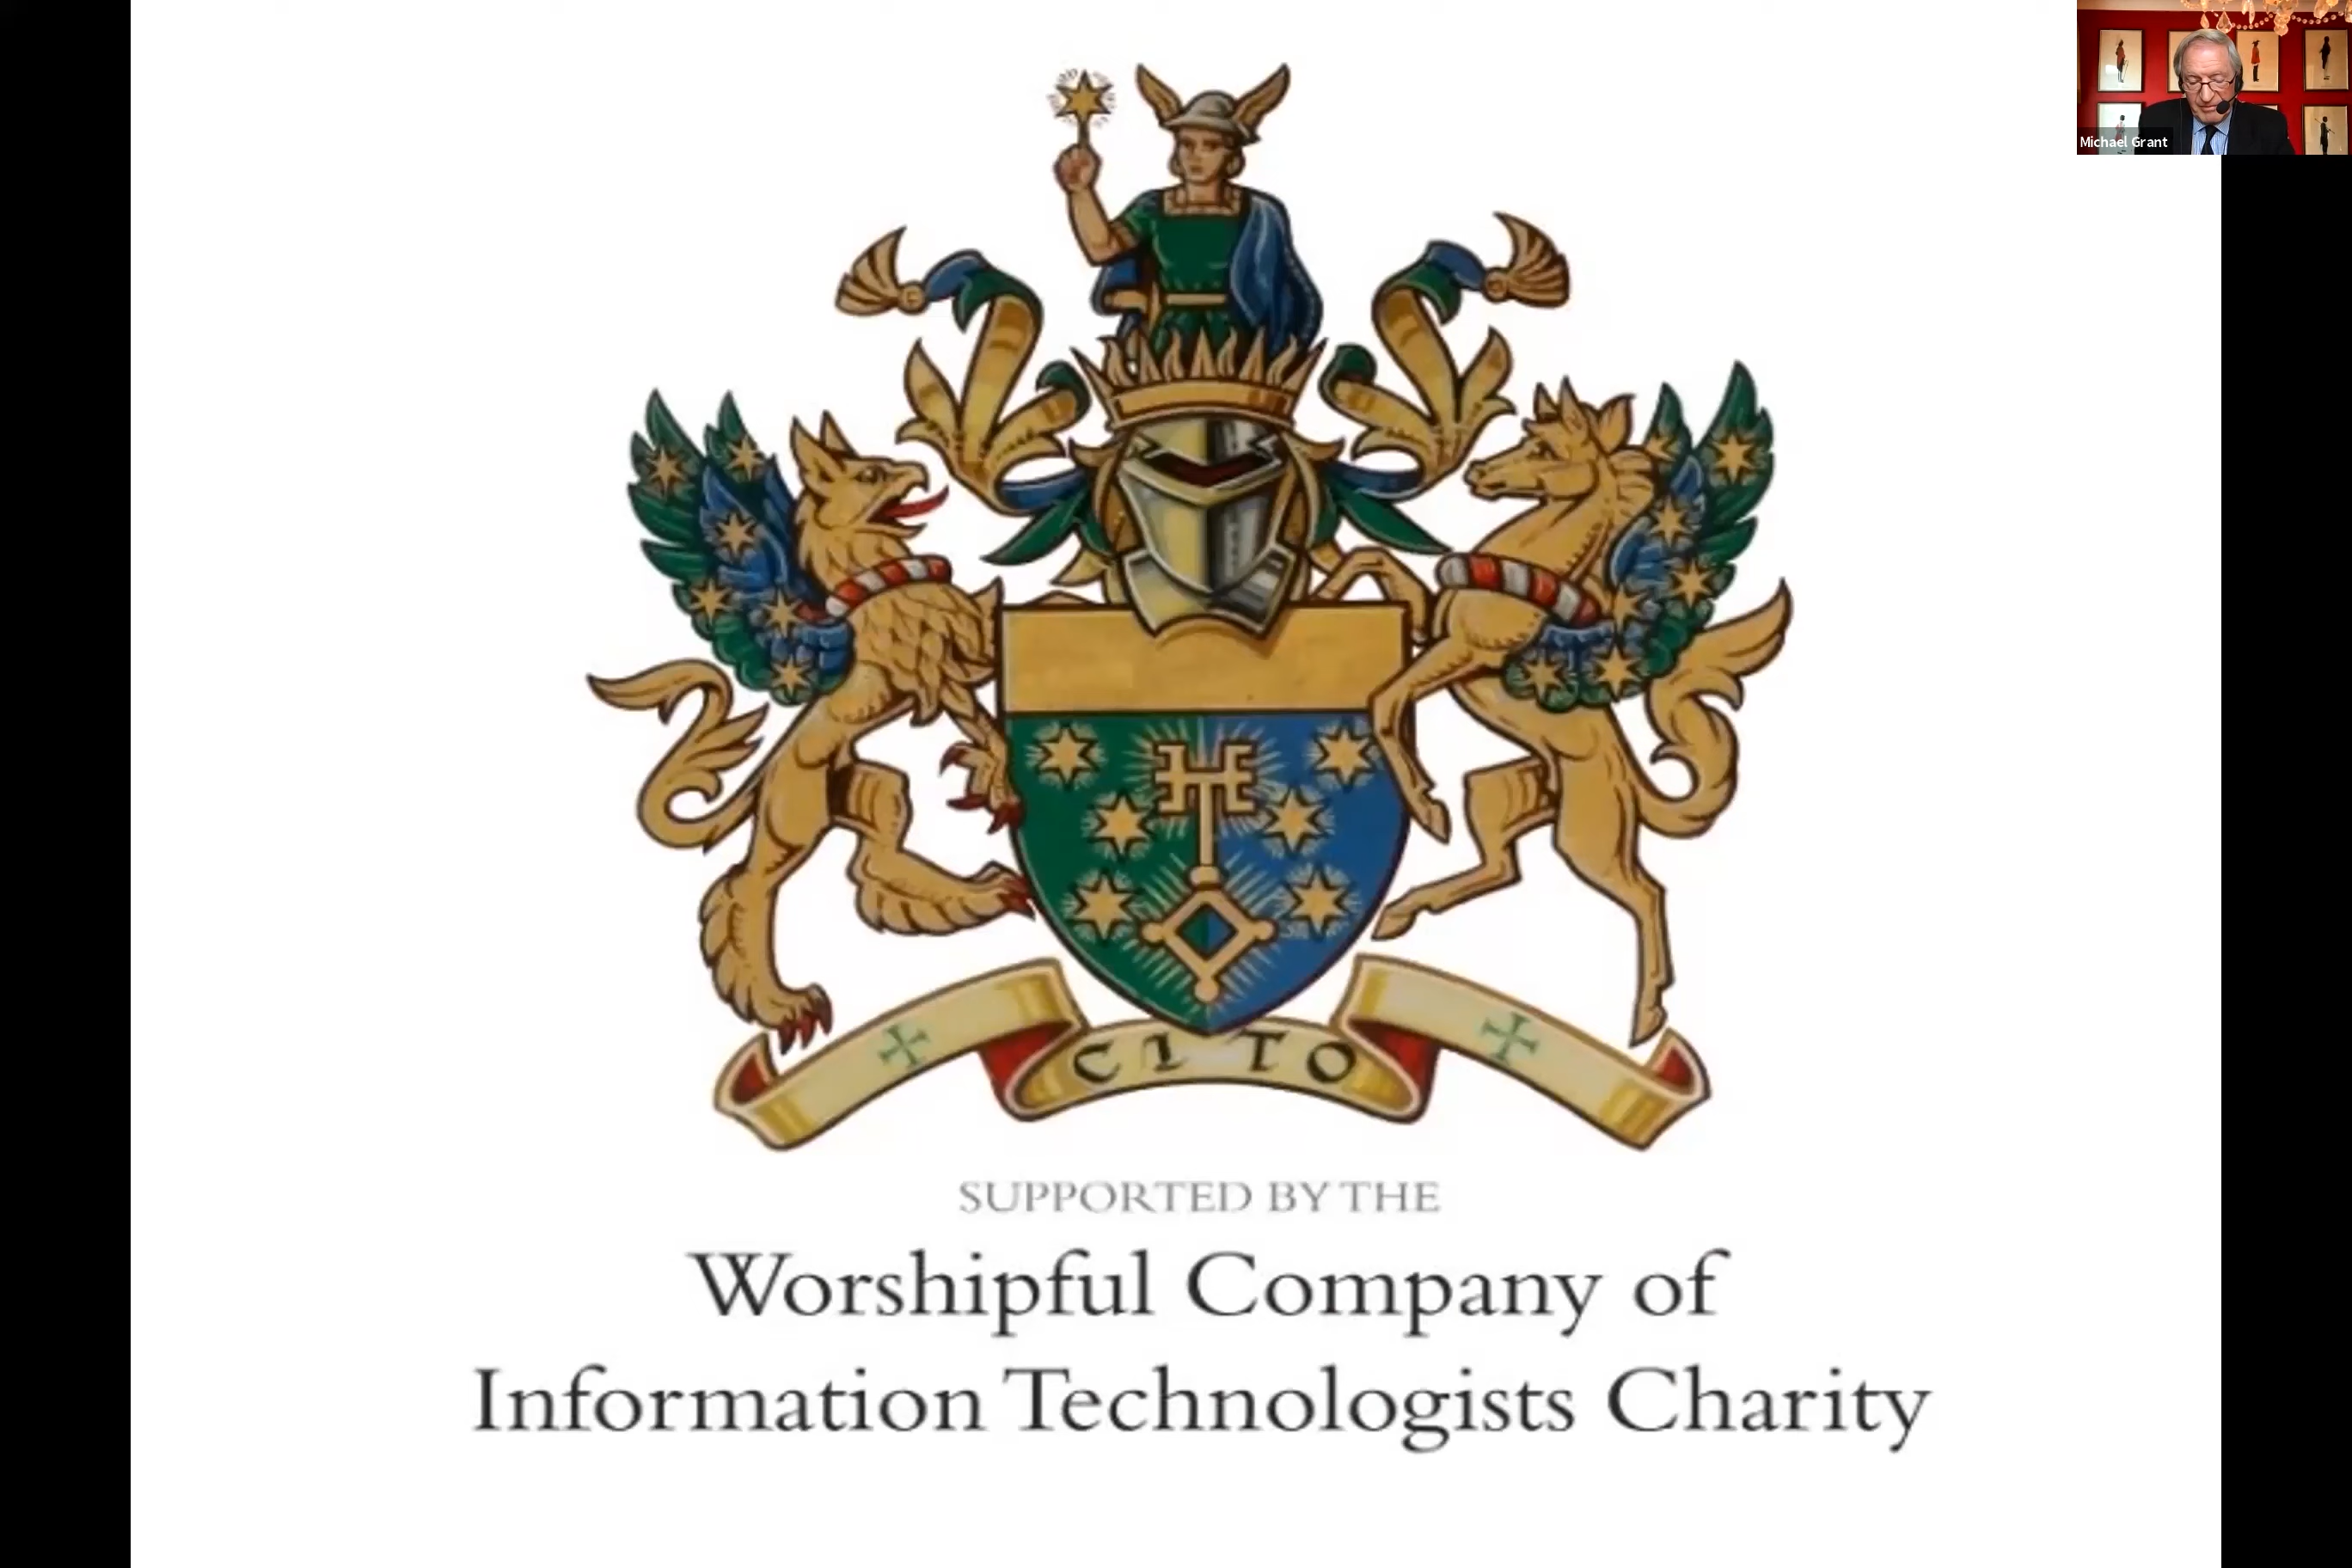 Michael Grant
CITO
SUPPORTED BY THE
Worshipful Company of
Information Technologists Charity